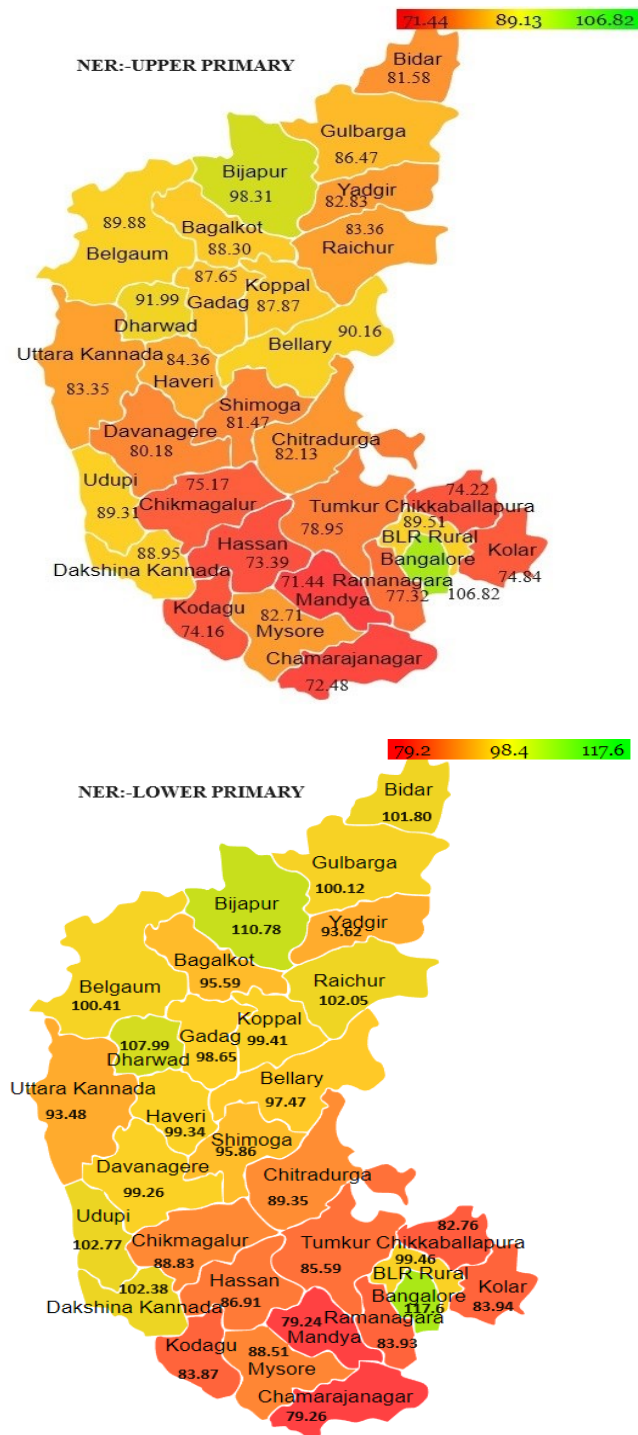 71.44 89.13 106.82
NER:-UPPER PRIMARY
Bidar
81.58
Gulbarga
86.47
Bijapur
98.31
Yadgir
82.83
83.36
Raichur
89.88
Belgaum
Bagalkot
88.30
87.65
Gadag
Koppal
87.87
91.99
Dharwad
90.16
Bellary
Uttara Kannada
83.35
84.36
Haveri
Shimoga
81.47
Davanagere
80.18
Chitradurga
82.13
Udupi
89.31
75.17
Chikmagalur
74.22
Tumkur Chikkaballapura
78.95
89.51
BLR Rural
Bangalore
106.82
Kolar
74.84
88.95
Dakshina Kannada
Hassan
73.39
71.44
Mandya
Ramanagara
77.32
Kodagu
74.16
82.71
Mysore
Chamarajanagar
72.48
79.2 98.4 117.6
NER:-LOWER PRIMARY
Bidar
101.80
Gulbarga
100.12
Bijapur
110.78
Yadgir
93.62
Bagalkot
95.59
Raichur
102.05
Belgaum
100.41
Koppal
99.41
Gadag
98.65
107.99
Dharwad
Bellary
97.47
Uttara Kannada
93.48
Haveri
99.34
Shimoga
95.86
Davanagere
99.26
Chitradurga
89.35
Udupi
102.77
Chikmagalur
88.83
82.76
Tumkur Chikkaballapura
85.59
99.46
BLR Rural
Bangalore
117.6
Kolar
83.94
102.38
Dakshina Kannada
Hassan
86.91
79.24
Mandya
Ramanagara
83.93
Kodagu
83.87
88.51
Mysore
Chamarajanagar
79.26